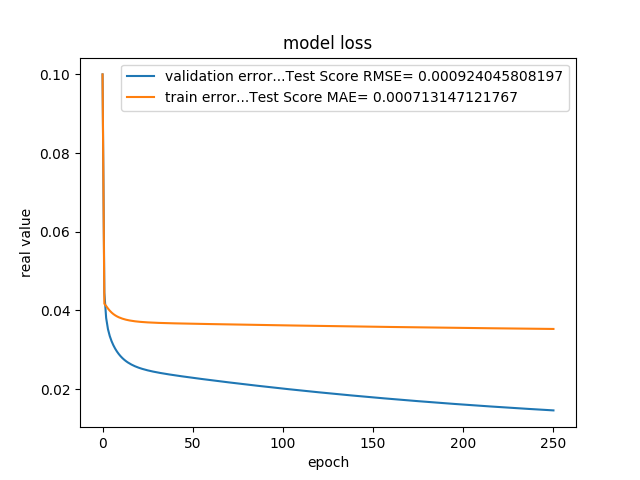 model loss
validation error...Test Score RMSE= 0.000924045808197
train error...Test Score MAE= 0.000713147121767
0.10
0.08
0.06
0.04
0.02
real value
0 50 100 150 200 250
epoch